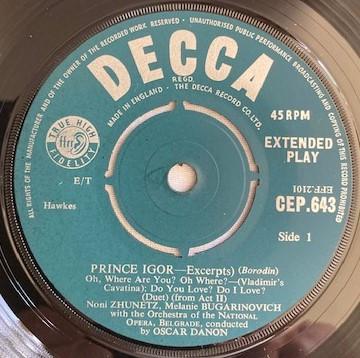 ALL RIGHTS OF THE MANUFACTURER AND OF THE OWNER OF THE RECORDED WORK RESERVED · UNAUTHORISED PUBLIC PERFORMANCE BROADCASTING AND COPYING OF THIS RECORD PROHIBITED
DECCA
REGD.
MADE IN ENGLAND · THE DECCA RECORD CO. LTD.
TRUE HIGH
FIDELITY
45 RPM
EXTENDED
PLAY
E/T
EFF.2101
CEP.643
Hawkes
Side 1
PRINCE IGOR—Excerpts) (Borodin)
Oh, Where Are You? Oh Where?—(Vladimir's
Cavatina); Do You Love? Do I Love?
(Duet) (from Act II)
Noni ZHUNETZ, Melanie BUGARINOVICH
with the Orchestra of the NATIONAL
OPERA, BELGRADE, conducted
by OSCAR DANON